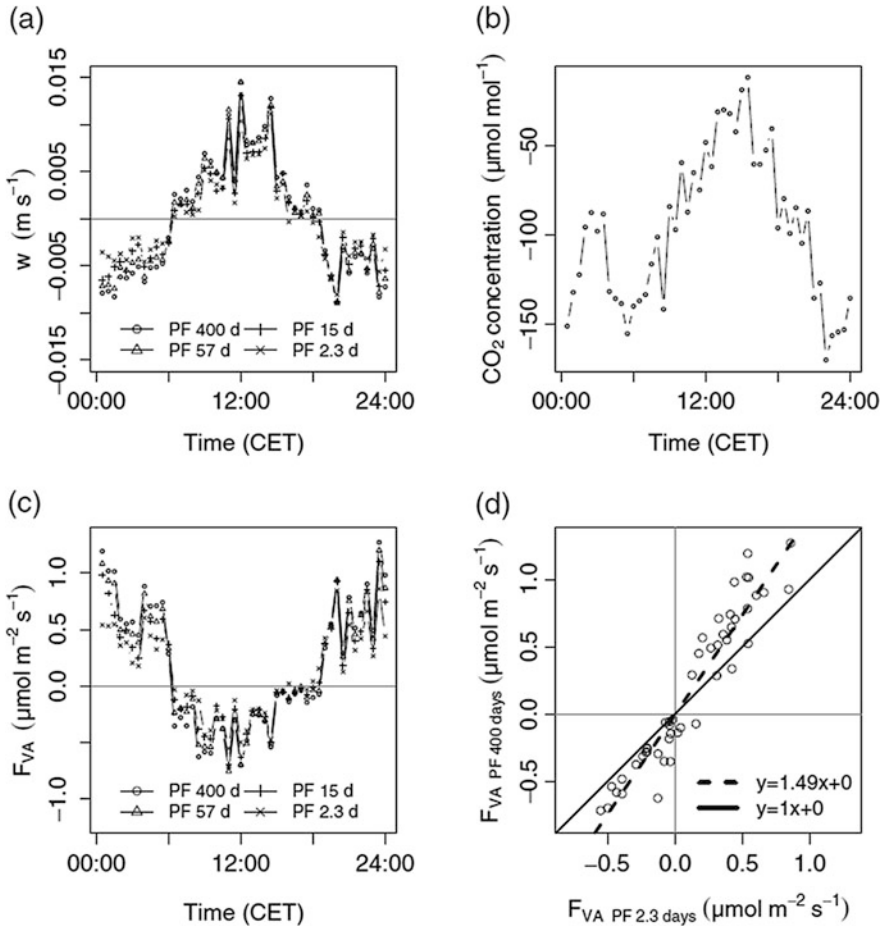 (a)
0.015
0.005
−0.005
−0.015
w (m s⁻¹)
PF 400 d
PF 15 d
PF 57 d
PF 2.3 d
00:00
12:00
24:00
Time (CET)
(b)
−50
−100
−150
CO₂ concentration (μmol mol⁻¹)
00:00
12:00
24:00
Time (CET)
(c)
1.0
0.5
0.0
−1.0
F_VA (μmol m⁻² s⁻¹)
PF 400 d
PF 15 d
PF 57 d
PF 2.3 d
00:00
12:00
24:00
Time (CET)
(d)
1.0
0.5
0.0
−0.5
F_VA PF 400 days (μmol m⁻² s⁻¹)
y=1.49x+0
y=1x+0
−0.5
0.0
0.5
1.0
F_VA PF 2.3 days (μmol m⁻² s⁻¹)